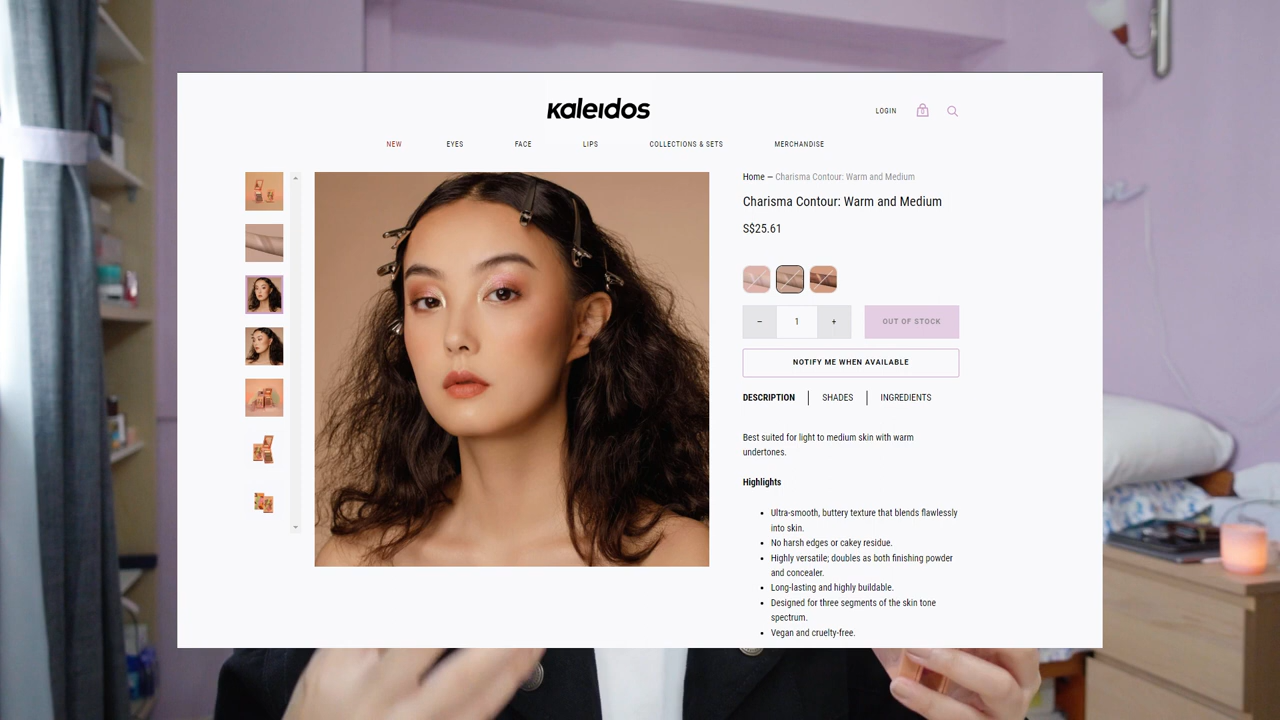 kaleidos
LOGIN
0
NEW EYES FACE LIPS COLLECTIONS & SETS MERCHANDISE
Home — Charisma Contour: Warm and Medium
Charisma Contour: Warm and Medium
S$25.61
– 1 + OUT OF STOCK
NOTIFY ME WHEN AVAILABLE
DESCRIPTION SHADES INGREDIENTS
Best suited for light to medium skin with warm
undertones.
Highlights
Ultra-smooth, buttery texture that blends flawlessly
into skin.
No harsh edges or cakey residue.
Highly versatile; doubles as both finishing powder
and concealer.
Long-lasting and highly buildable.
Designed for three segments of the skin tone
spectrum.
Vegan and cruelty-free.